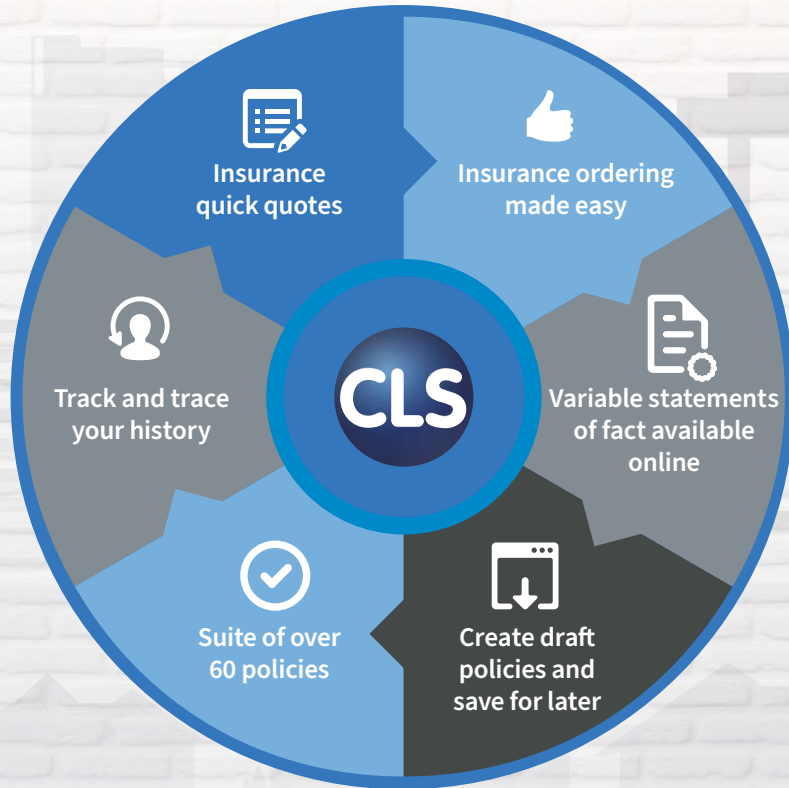 Insurance
quick quotes
Insurance ordering
made easy
Track and trace
your history
CLS
Variable statements
of fact available
online
Suite of over
60 policies
Create draft
policies and
save for later